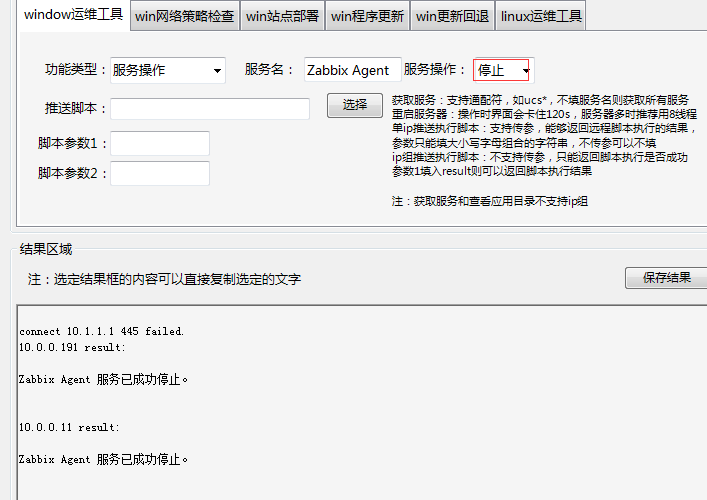 window运维工具 win网络策略检查 win站点部署 win程序更新 win更新回退 linux运维工具
功能类型： 服务操作 服务名： Zabbix Agent 服务操作： 停止
推送脚本： 选择
脚本参数1：
脚本参数2：
获取服务：支持通配符，如ucs*，不填服务名则获取所有服务
重启服务器：操作时界面会卡住120s，服务器多时推荐用8线程
单ip推送执行脚本：支持传参，能够返回远程脚本执行的结果，
参数只能填大小写字母组合的字符串，不传参可以不填
ip组推送执行脚本：不支持传参，只能返回脚本执行是否成功
参数1填入result则可以返回脚本执行结果
注：获取服务和查看应用目录不支持ip组
结果区域
注：选定结果框的内容可以直接复制选定的文字 保存结果
connect 10.1.1.1 445 failed.
10.0.0.191 result:
Zabbix Agent 服务已成功停止。
10.0.0.11 result:
Zabbix Agent 服务已成功停止。